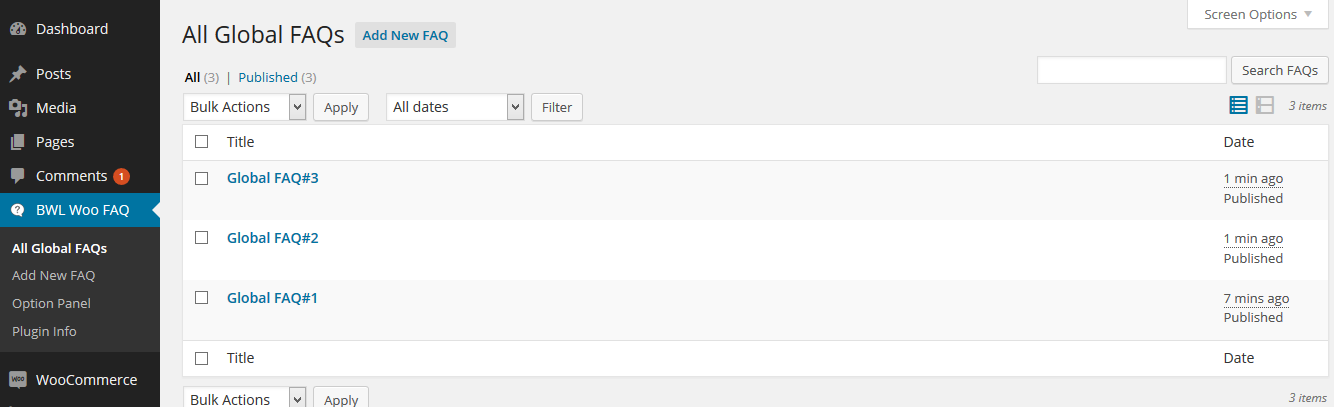 Dashboard
Posts
Media
Pages
Comments 1
BWL Woo FAQ
All Global FAQs
Add New FAQ
Option Panel
Plugin Info
WOO WooCommerce
Screen Options
All Global FAQs Add New FAQ
All (3) | Published (3)
Search FAQs
Bulk Actions Apply All dates Filter 3 items
Title Date
Global FAQ#3 1 min ago
Published
Global FAQ#2 1 min ago
Published
Global FAQ#1 7 mins ago
Published
Title Date
Bulk Actions Apply 3 items